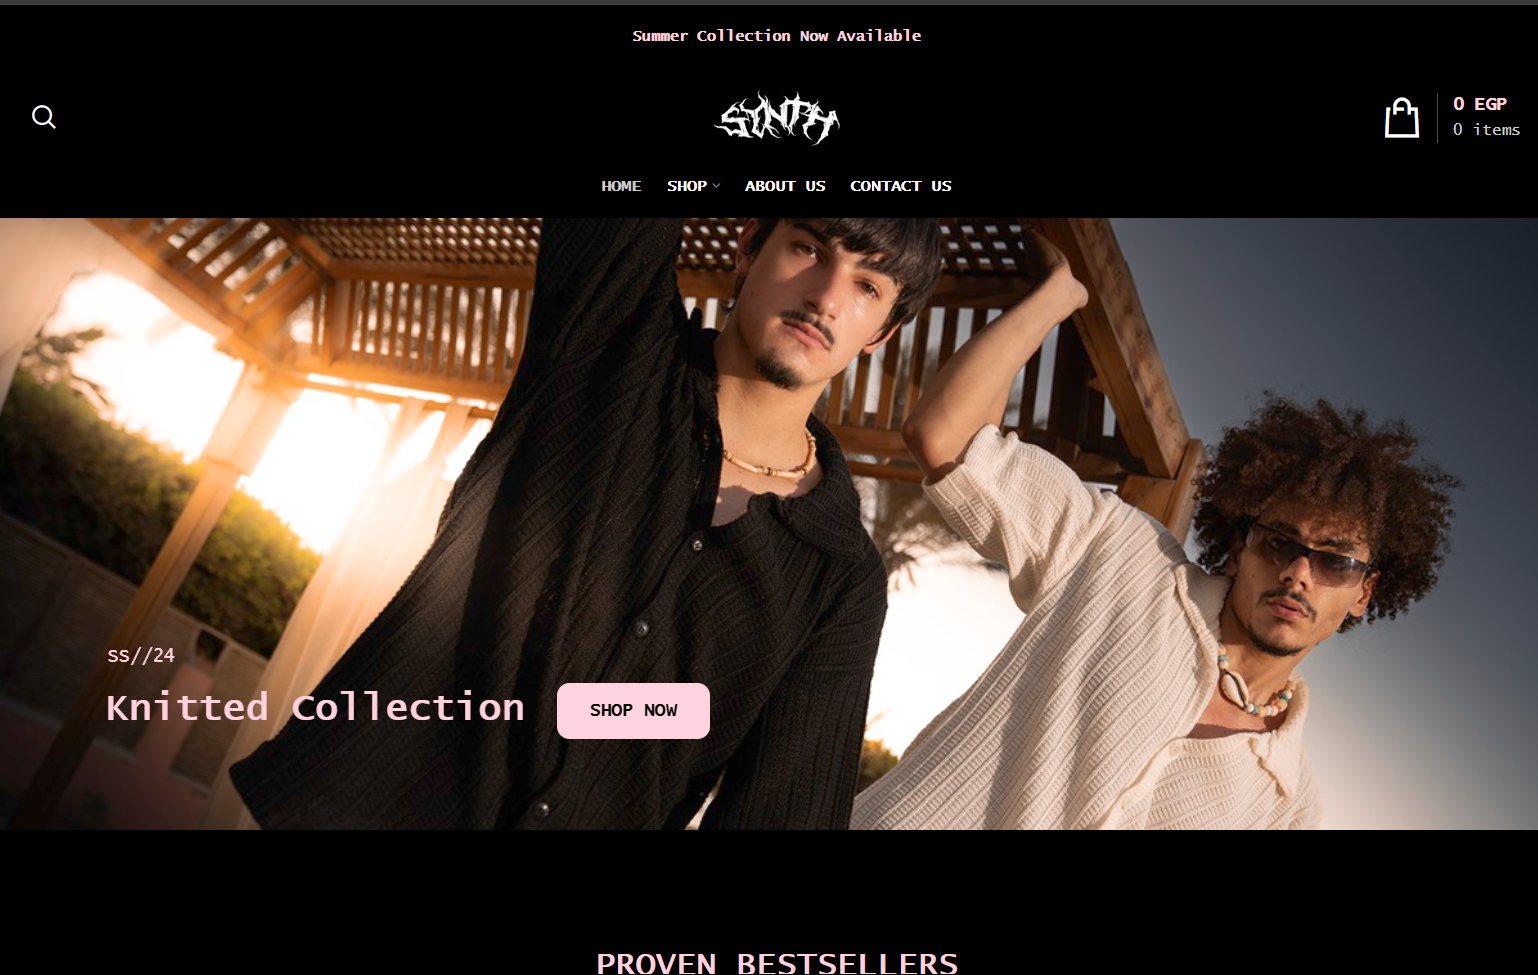 Summer Collection Now Available
SYNTH
0 EGP
0 items
HOME SHOP ABOUT US CONTACT US
SS//24
Knitted Collection
SHOP NOW
PROVEN BESTSELLERS